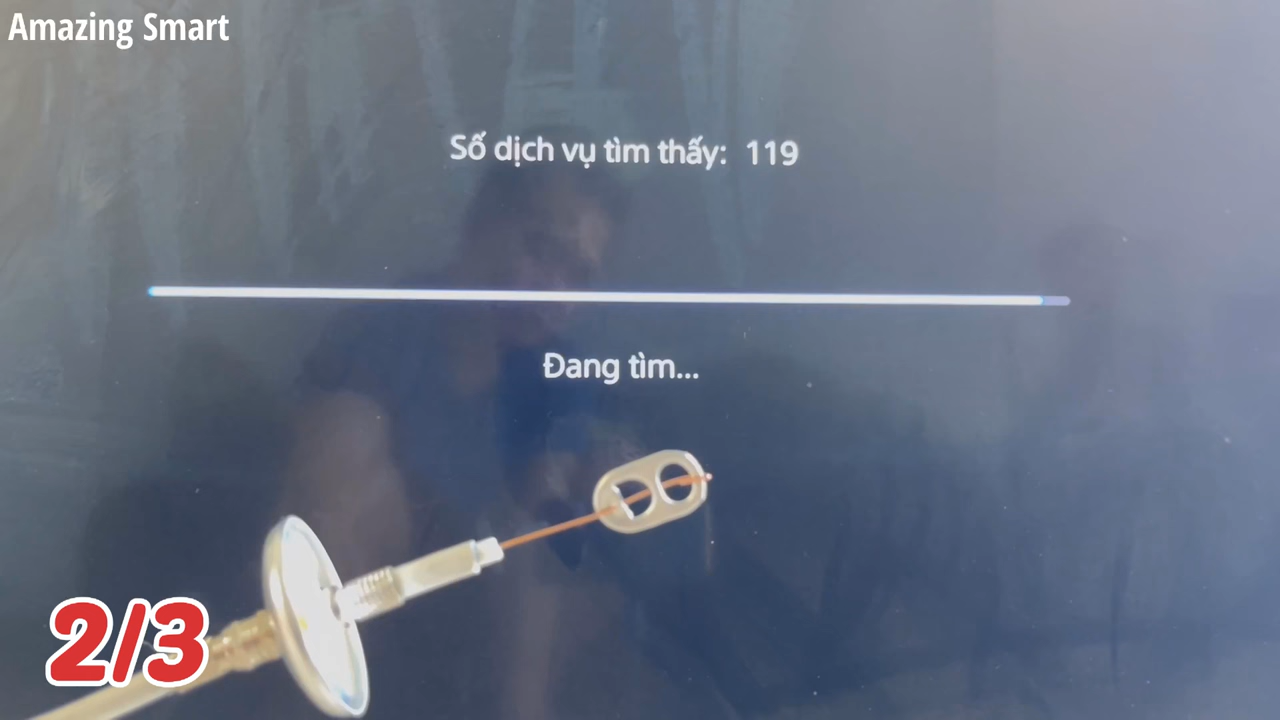 Amazing Smart
Số dịch vụ tìm thấy: 119
Đang tìm...
2/3